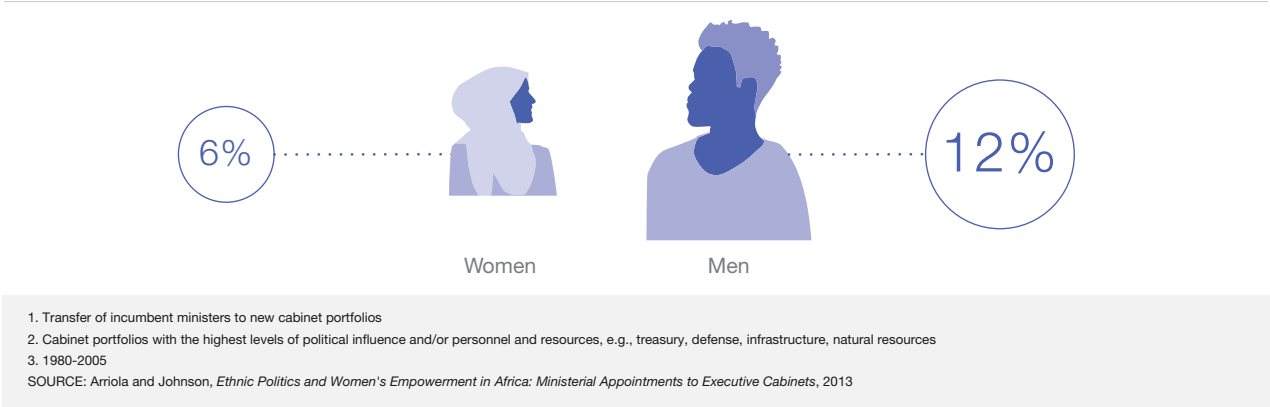 6%
12%
Women
Men
1. Transfer of incumbent ministers to new cabinet portfolios
2. Cabinet portfolios with the highest levels of political influence and/or personnel and resources, e.g., treasury, defense, infrastructure, natural resources
3. 1980-2005
SOURCE: Arriola and Johnson, Ethnic Politics and Women's Empowerment in Africa: Ministerial Appointments to Executive Cabinets, 2013